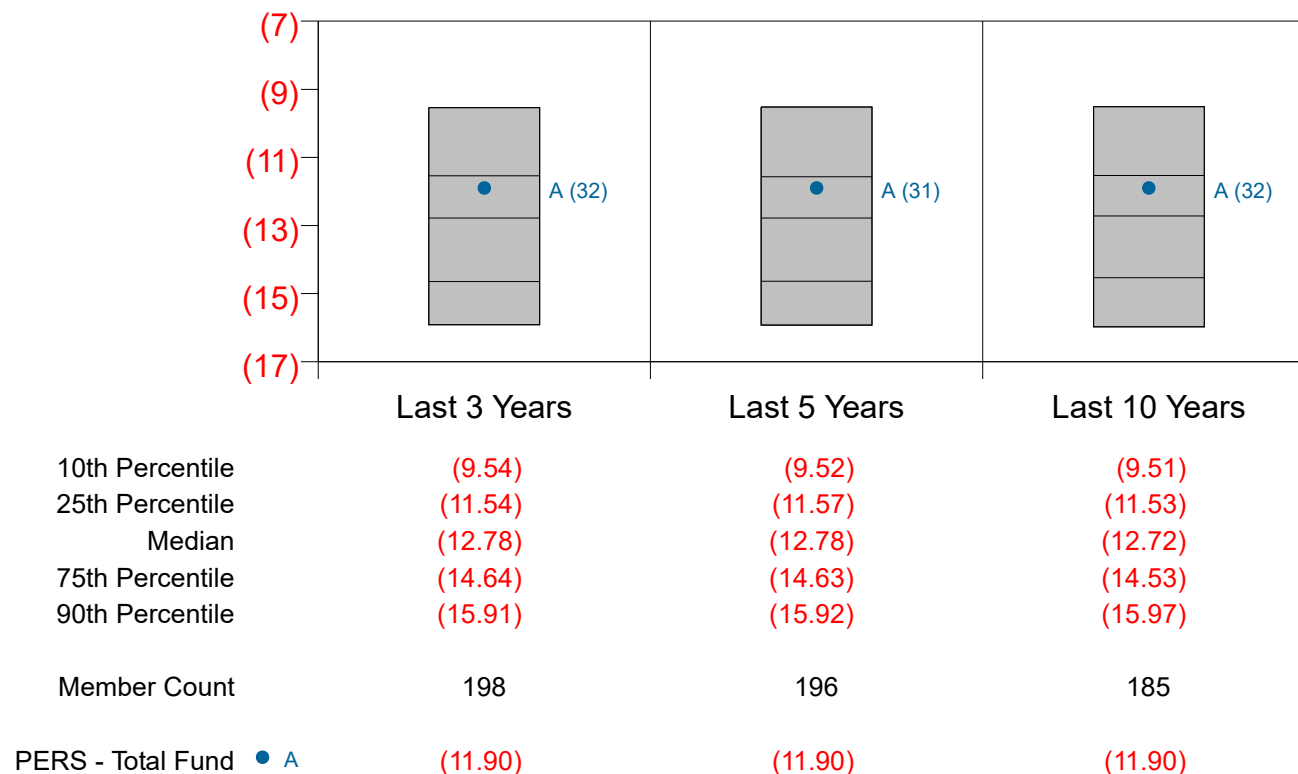 (7)
(9)
(11)
(13)
(15)
(17)
A (32)
A (31)
A (32)
Last 3 Years Last 5 Years Last 10 Years
10th Percentile (9.54) (9.52) (9.51)
25th Percentile (11.54) (11.57) (11.53)
Median (12.78) (12.78) (12.72)
75th Percentile (14.64) (14.63) (14.53)
90th Percentile (15.91) (15.92) (15.97)
Member Count 198 196 185
PERS - Total Fund A (11.90) (11.90) (11.90)